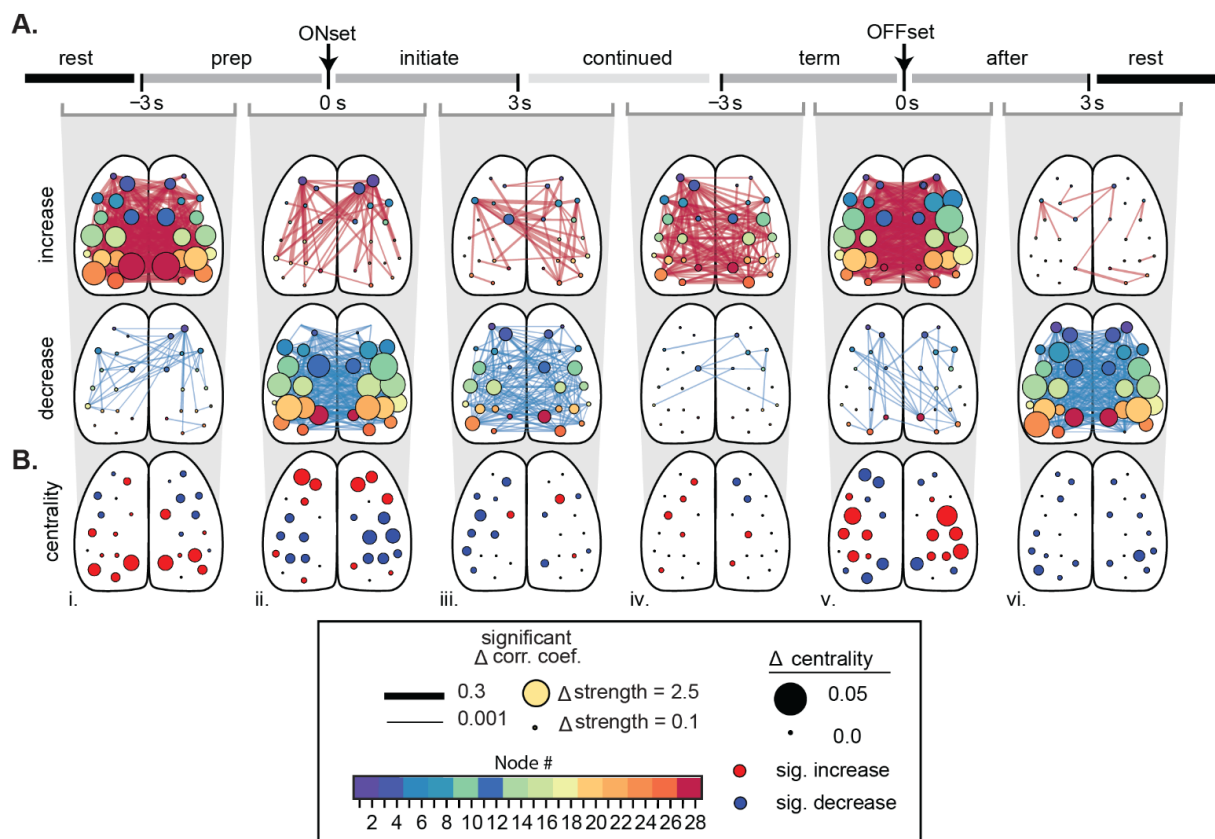 A.
ONset
OFFset
rest prep initiate continued term after rest
−3 s 0 s 3 s −3 s 0 s 3 s
increase
decrease
B.
centrality
i. ii. iii. iv. v. vi.
significant
Δ corr. coef.
0.3
0.001
Δ strength = 2.5
Δ strength = 0.1
Δ centrality
0.05
0.0
sig. increase
sig. decrease
Node #
2 4 6 8 10 12 14 16 18 20 22 24 26 28